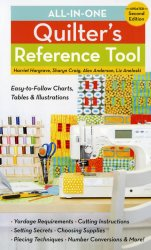 ALL-IN-ONE
Quilter's
UPDATED
Second
Edition
Reference Tool
Harriet Hargrave, Sharyn Craig, Alex Anderson, Liz Aneloski
Easy-to-Follow Charts,
Tables & Illustrations
• Yardage Requirements • Cutting Instructions
• Setting Secrets • Choosing Supplies
• Piecing Techniques • Number Conversions & More!